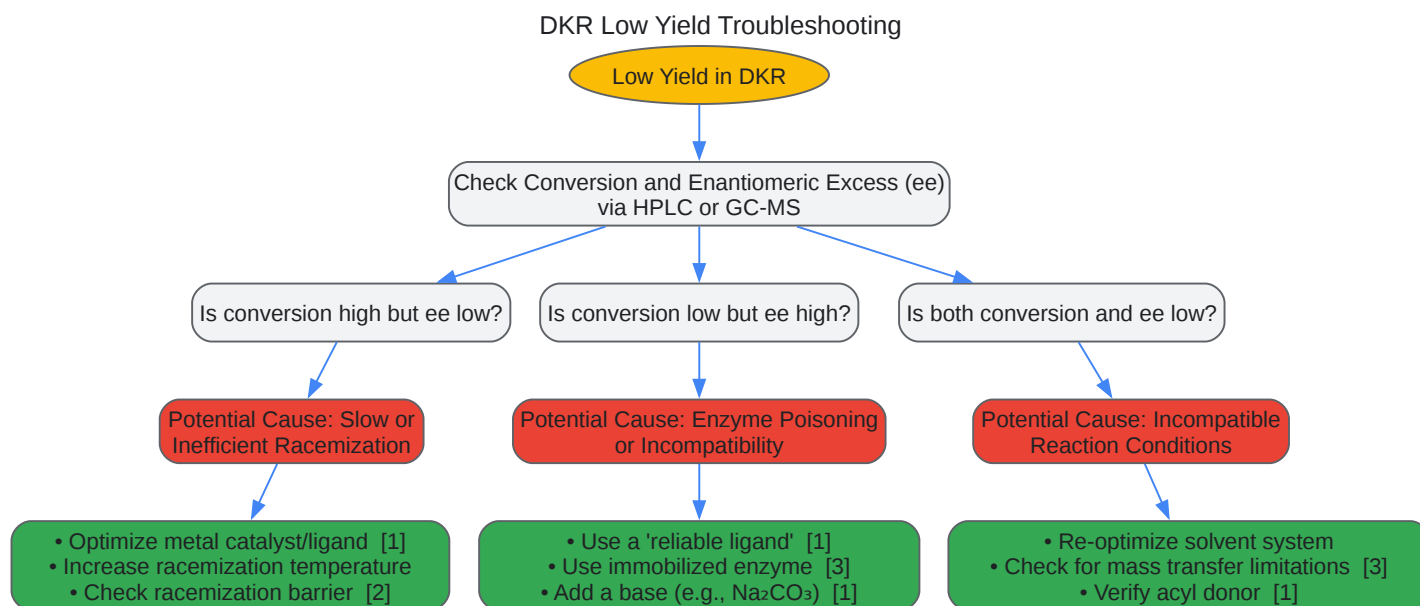 DKR Low Yield Troubleshooting
Low Yield in DKR
Check Conversion and Enantiomeric Excess (ee)
via HPLC or GC-MS
Is conversion high but ee low?
Is conversion low but ee high?
Is both conversion and ee low?
Potential Cause: Slow or
Inefficient Racemization
Potential Cause: Enzyme Poisoning
or Incompatibility
Potential Cause: Incompatible
Reaction Conditions
• Optimize metal catalyst/ligand [1]
• Increase racemization temperature
• Check racemization barrier [2]
• Use a 'reliable ligand' [1]
• Use immobilized enzyme [3]
• Add a base (e.g., Na₂CO₃) [1]
• Re-optimize solvent system
• Check for mass transfer limitations [3]
• Verify acyl donor [1]